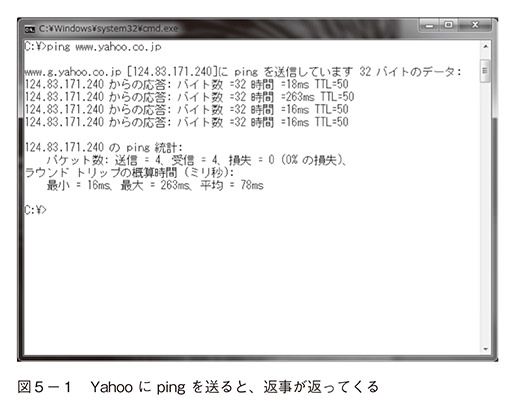 C:¥Windows¥system32¥cmd.exe
C:¥>ping www.yahoo.co.jp
www.g.yahoo.co.jp [124.83.171.240]に ping を送信しています 32 バイトのデータ:
124.83.171.240 からの応答: バイト数 =32 時間 =18ms TTL=50
124.83.171.240 からの応答: バイト数 =32 時間 =263ms TTL=50
124.83.171.240 からの応答: バイト数 =32 時間 =16ms TTL=50
124.83.171.240 からの応答: バイト数 =32 時間 =16ms TTL=50
124.83.171.240 の ping 統計:
パケット数: 送信 = 4、受信 = 4、損失 = 0 (0% の損失)、
ラウンド トリップの概算時間 (ミリ秒):
最小 = 16ms、最大 = 263ms、平均 = 78ms
C:¥>
図5－1　Yahoo に ping を送ると、返事が返ってくる